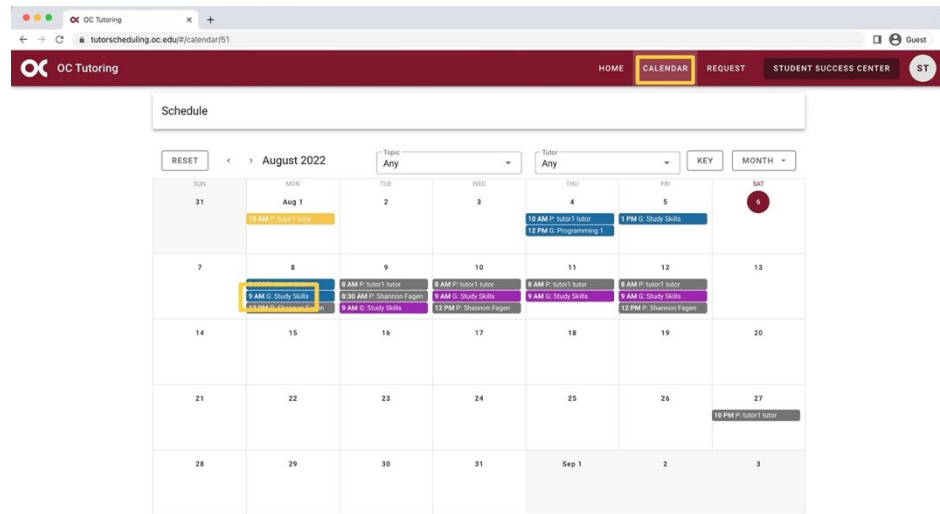 OC Tutoring
tutorscheduling.oc.edu/#/calendar/51
Guest
OC Tutoring
HOME CALENDAR REQUEST STUDENT SUCCESS CENTER ST
Schedule
RESET August 2022 Topic Any Tutor Any KEY MONTH
SUN MON TUE WED THU FRI SAT
31 Aug 1 2 3 4 5 6
10 AM P: tutor1 tutor 10 AM P: tutor1 tutor 1 PM G: Study Skills
12 PM G: Programming 1
7 8 9 10 11 12 13
8 AM P: tutor1 tutor 8 AM P: tutor1 tutor 8 AM P: tutor1 tutor 8 AM P: tutor1 tutor
9 AM G: Study Skills 8:30 AM P: Shannon Fagen 9 AM G: Study Skills 9 AM G: Study Skills 9 AM G: Study Skills
12 PM P: Shannon Fagen 9 AM G: Study Skills 12 PM P: Shannon Fagen 12 PM P: Shannon Fagen
14 15 16 17 18 19 20
21 22 23 24 25 26 27
10 PM P: tutor1 tutor
28 29 30 31 Sep 1 2 3